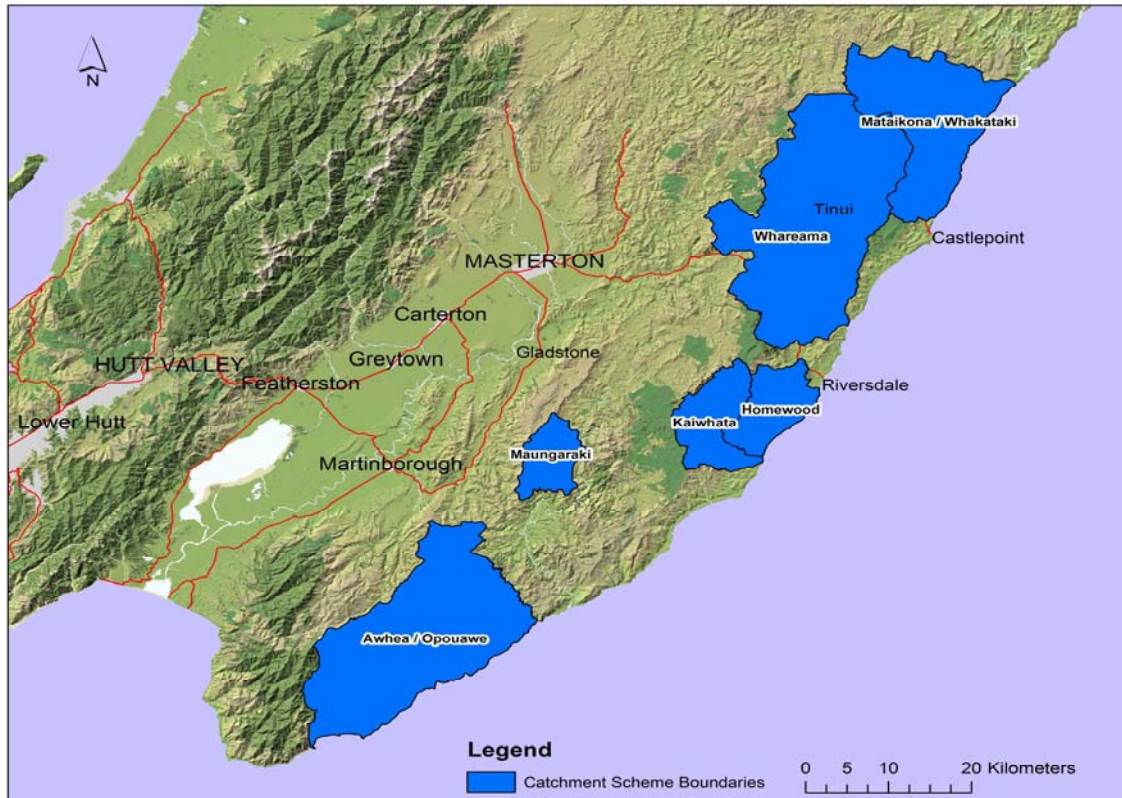 N
Mataikona / Whakataki
Tinui
Whareama
Castlepoint
MASTERTON
Carterton
Gladstone
Greytown
HUTT VALLEY
Featherston
Riversdale
Homewood
Kaiwhata
Lower Hutt
Maungaraki
Martinborough
Awhea / Opouawe
Legend
Catchment Scheme Boundaries
0 5 10 20 Kilometers